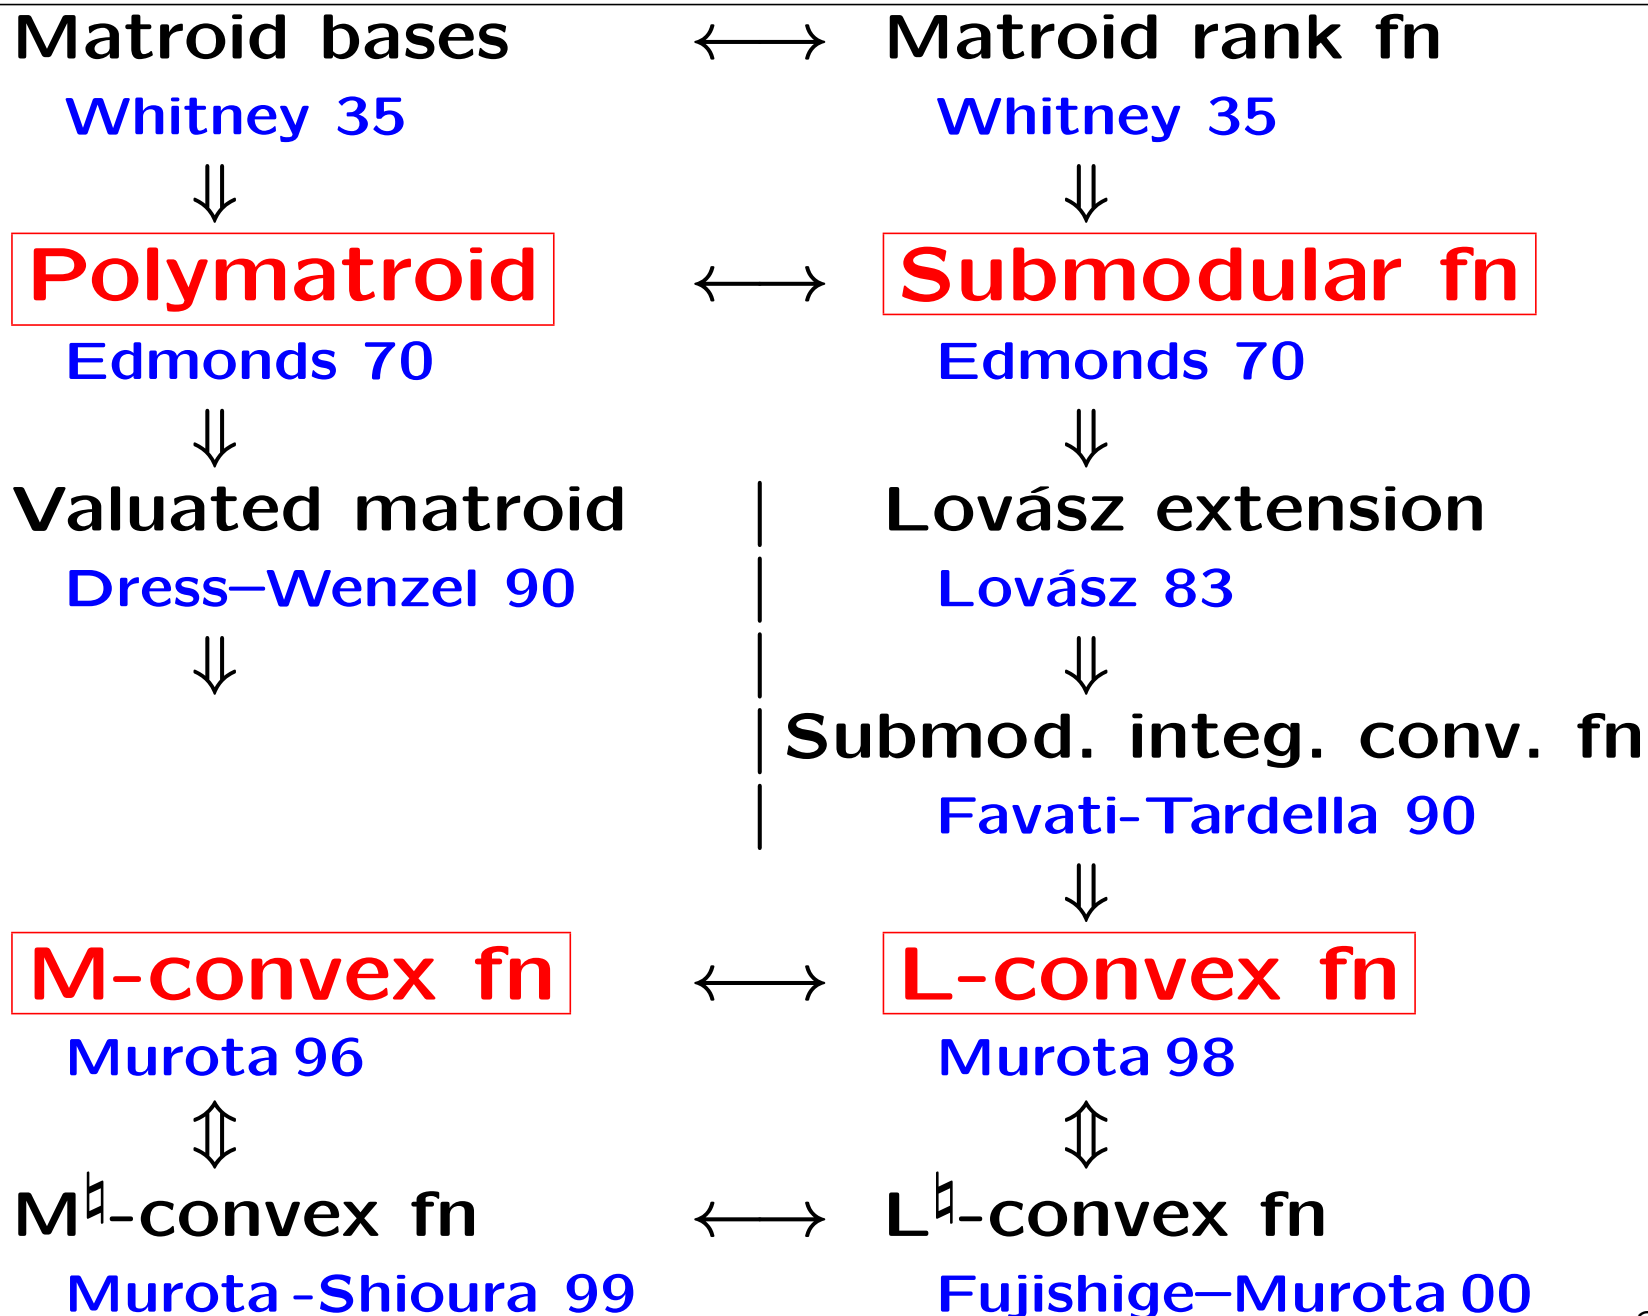 Matroid bases ⟷ Matroid rank fn
Whitney 35 Whitney 35
⇓ ⇓
Polymatroid ⟷ Submodular fn
Edmonds 70 Edmonds 70
⇓ ⇓
Valuated matroid | Lovász extension
Dress–Wenzel 90 | Lovász 83
⇓ | ⇓
| Submod. integ. conv. fn
| Favati-Tardella 90
⇓
M-convex fn ⟷ L-convex fn
Murota 96 Murota 98
⇕ ⇕
M♮-convex fn ⟷ L♮-convex fn
Murota-Shioura 99 Fujishige–Murota 00